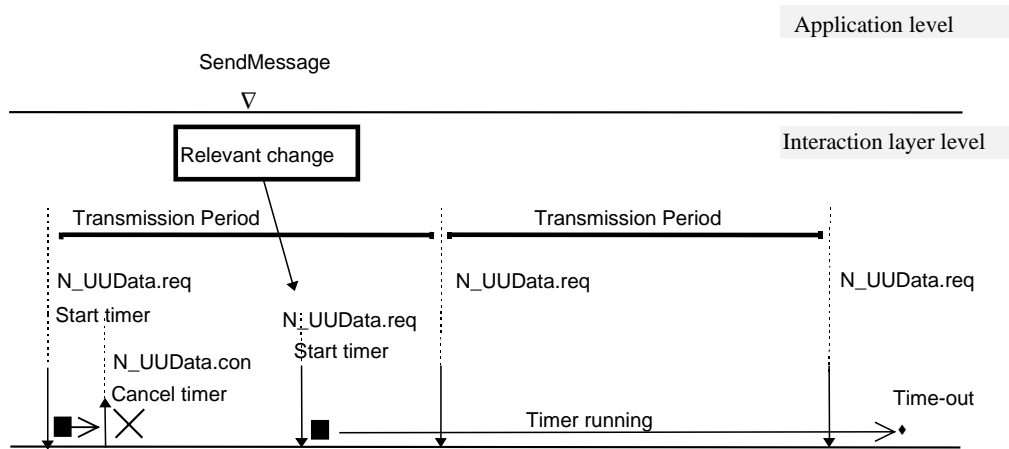 Application level
SendMessage
∇
Relevant change
Interaction layer level
Transmission Period
Transmission Period
N_UUData.req
N_UUData.req
N_UUData.req
Start timer
N_UUData.req
Start timer
N_UUData.con
Cancel timer
Time-out
Timer running